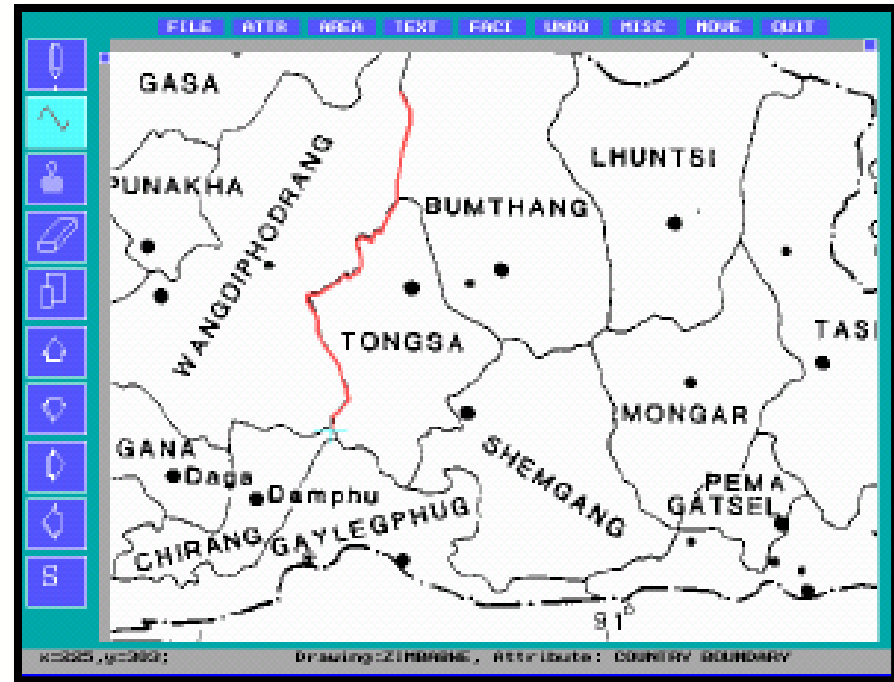 FILE ATTR AREA TEXT FACI UNDO MISC MOVE QUIT
GASA
LHUNTSI
PUNAKHA
WANGDIPHODRANG
BUMTHANG
TONGSA
TASI
MONGAR
GANA
SHEMGANG
Daga
PEMA
Damphu
GATSEL
GAYLEGPHUG
CHIRANG
91°
S
Drawing:ZIMBABWE, Attribute: COUNTRY BOUNDARY